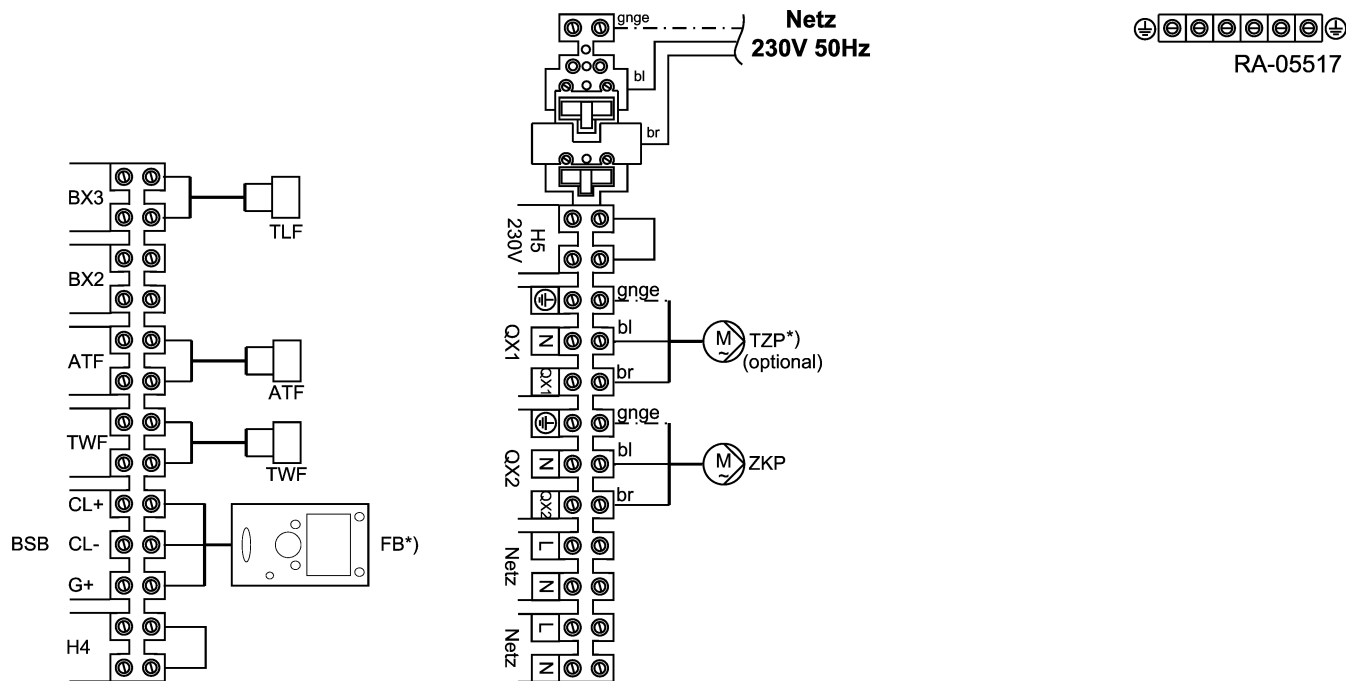 gnge
Netz
230V 50Hz
bl
br
RA-05517
BX3
TLF
BX2
ATF
ATF
TWF
TWF
CL+
BSB
CL-
FB*)
G+
H4
H5
230V
gnge
QX1
N
bl
M
~
TZP*)
(optional)
QX1
br
gnge
QX2
N
bl
M
~
ZKP
QX2
br
Netz
L
N
Netz
L
N